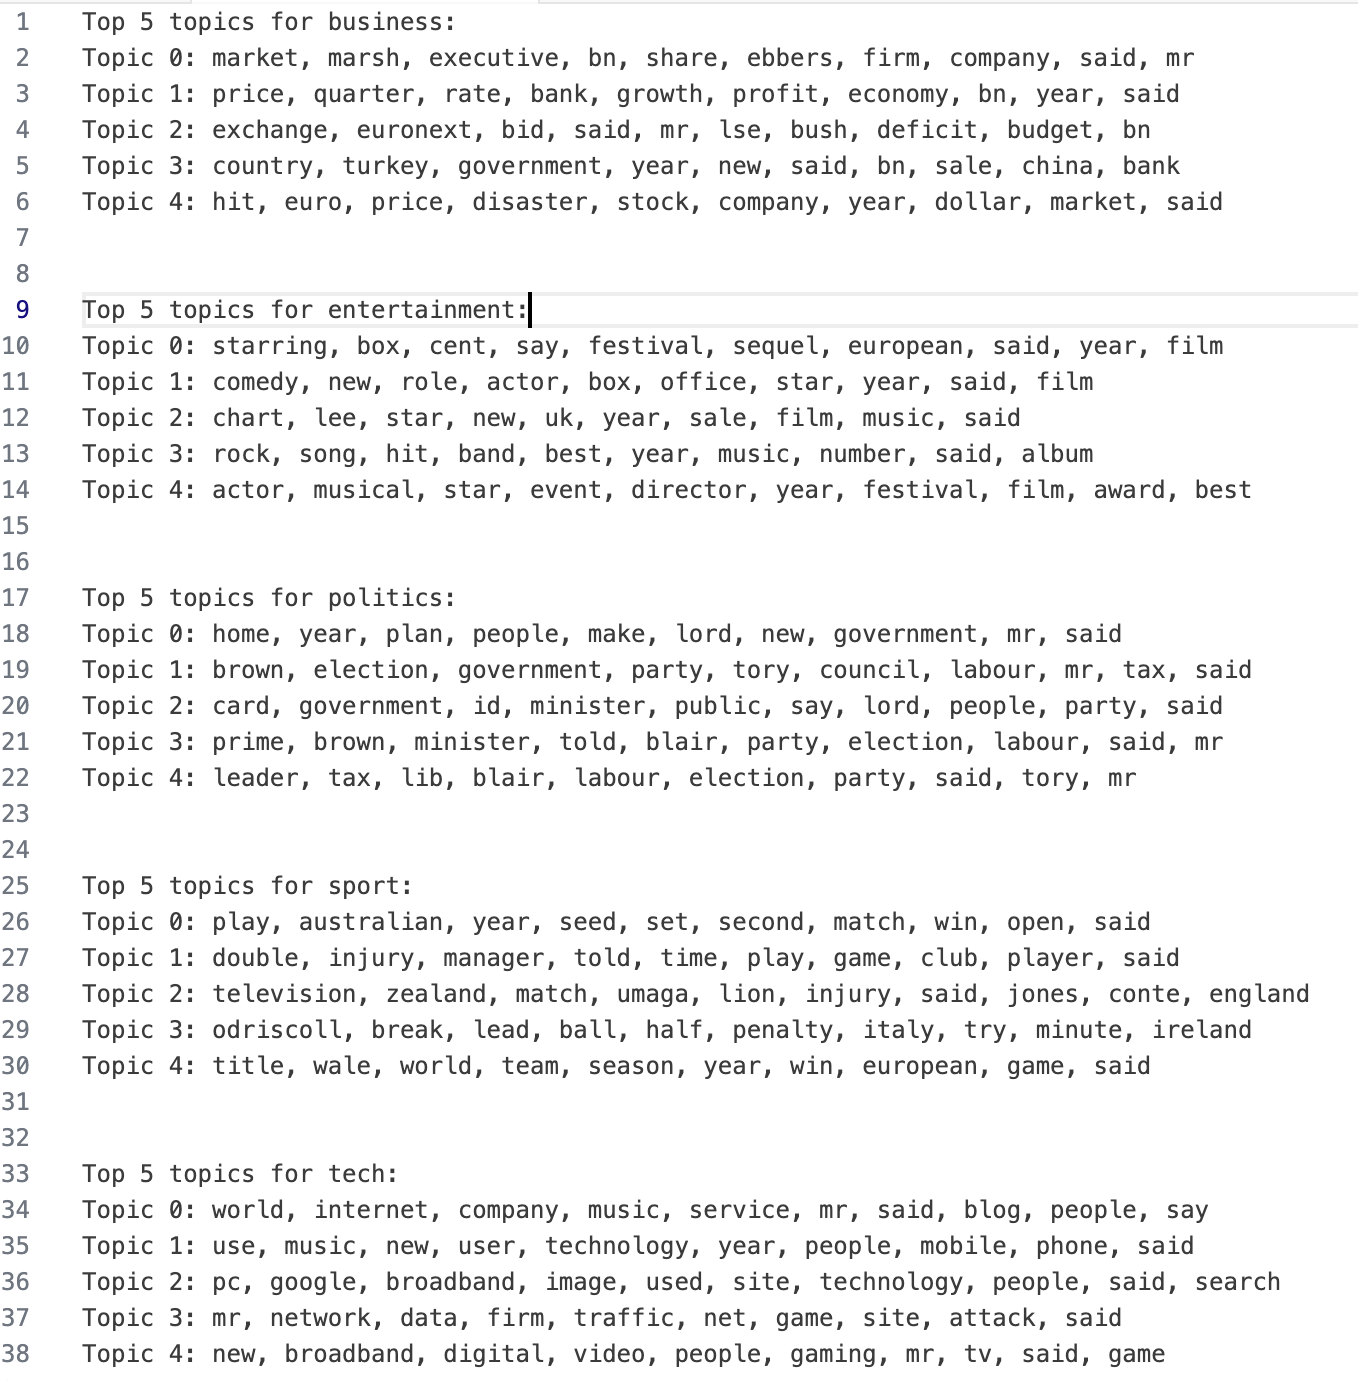 1 Top 5 topics for business:
2 Topic 0: market, marsh, executive, bn, share, ebbers, firm, company, said, mr
3 Topic 1: price, quarter, rate, bank, growth, profit, economy, bn, year, said
4 Topic 2: exchange, euronext, bid, said, mr, lse, bush, deficit, budget, bn
5 Topic 3: country, turkey, government, year, new, said, bn, sale, china, bank
6 Topic 4: hit, euro, price, disaster, stock, company, year, dollar, market, said
7
8
9 Top 5 topics for entertainment:
10 Topic 0: starring, box, cent, say, festival, sequel, european, said, year, film
11 Topic 1: comedy, new, role, actor, box, office, star, year, said, film
12 Topic 2: chart, lee, star, new, uk, year, sale, film, music, said
13 Topic 3: rock, song, hit, band, best, year, music, number, said, album
14 Topic 4: actor, musical, star, event, director, year, festival, film, award, best
15
16
17 Top 5 topics for politics:
18 Topic 0: home, year, plan, people, make, lord, new, government, mr, said
19 Topic 1: brown, election, government, party, tory, council, labour, mr, tax, said
20 Topic 2: card, government, id, minister, public, say, lord, people, party, said
21 Topic 3: prime, brown, minister, told, blair, party, election, labour, said, mr
22 Topic 4: leader, tax, lib, blair, labour, election, party, said, tory, mr
23
24
25 Top 5 topics for sport:
26 Topic 0: play, australian, year, seed, set, second, match, win, open, said
27 Topic 1: double, injury, manager, told, time, play, game, club, player, said
28 Topic 2: television, zealand, match, umaga, lion, injury, said, jones, conte, england
29 Topic 3: odriscoll, break, lead, ball, half, penalty, italy, try, minute, ireland
30 Topic 4: title, wale, world, team, season, year, win, european, game, said
31
32
33 Top 5 topics for tech:
34 Topic 0: world, internet, company, music, service, mr, said, blog, people, say
35 Topic 1: use, music, new, user, technology, year, people, mobile, phone, said
36 Topic 2: pc, google, broadband, image, used, site, technology, people, said, search
37 Topic 3: mr, network, data, firm, traffic, net, game, site, attack, said
38 Topic 4: new, broadband, digital, video, people, gaming, mr, tv, said, game